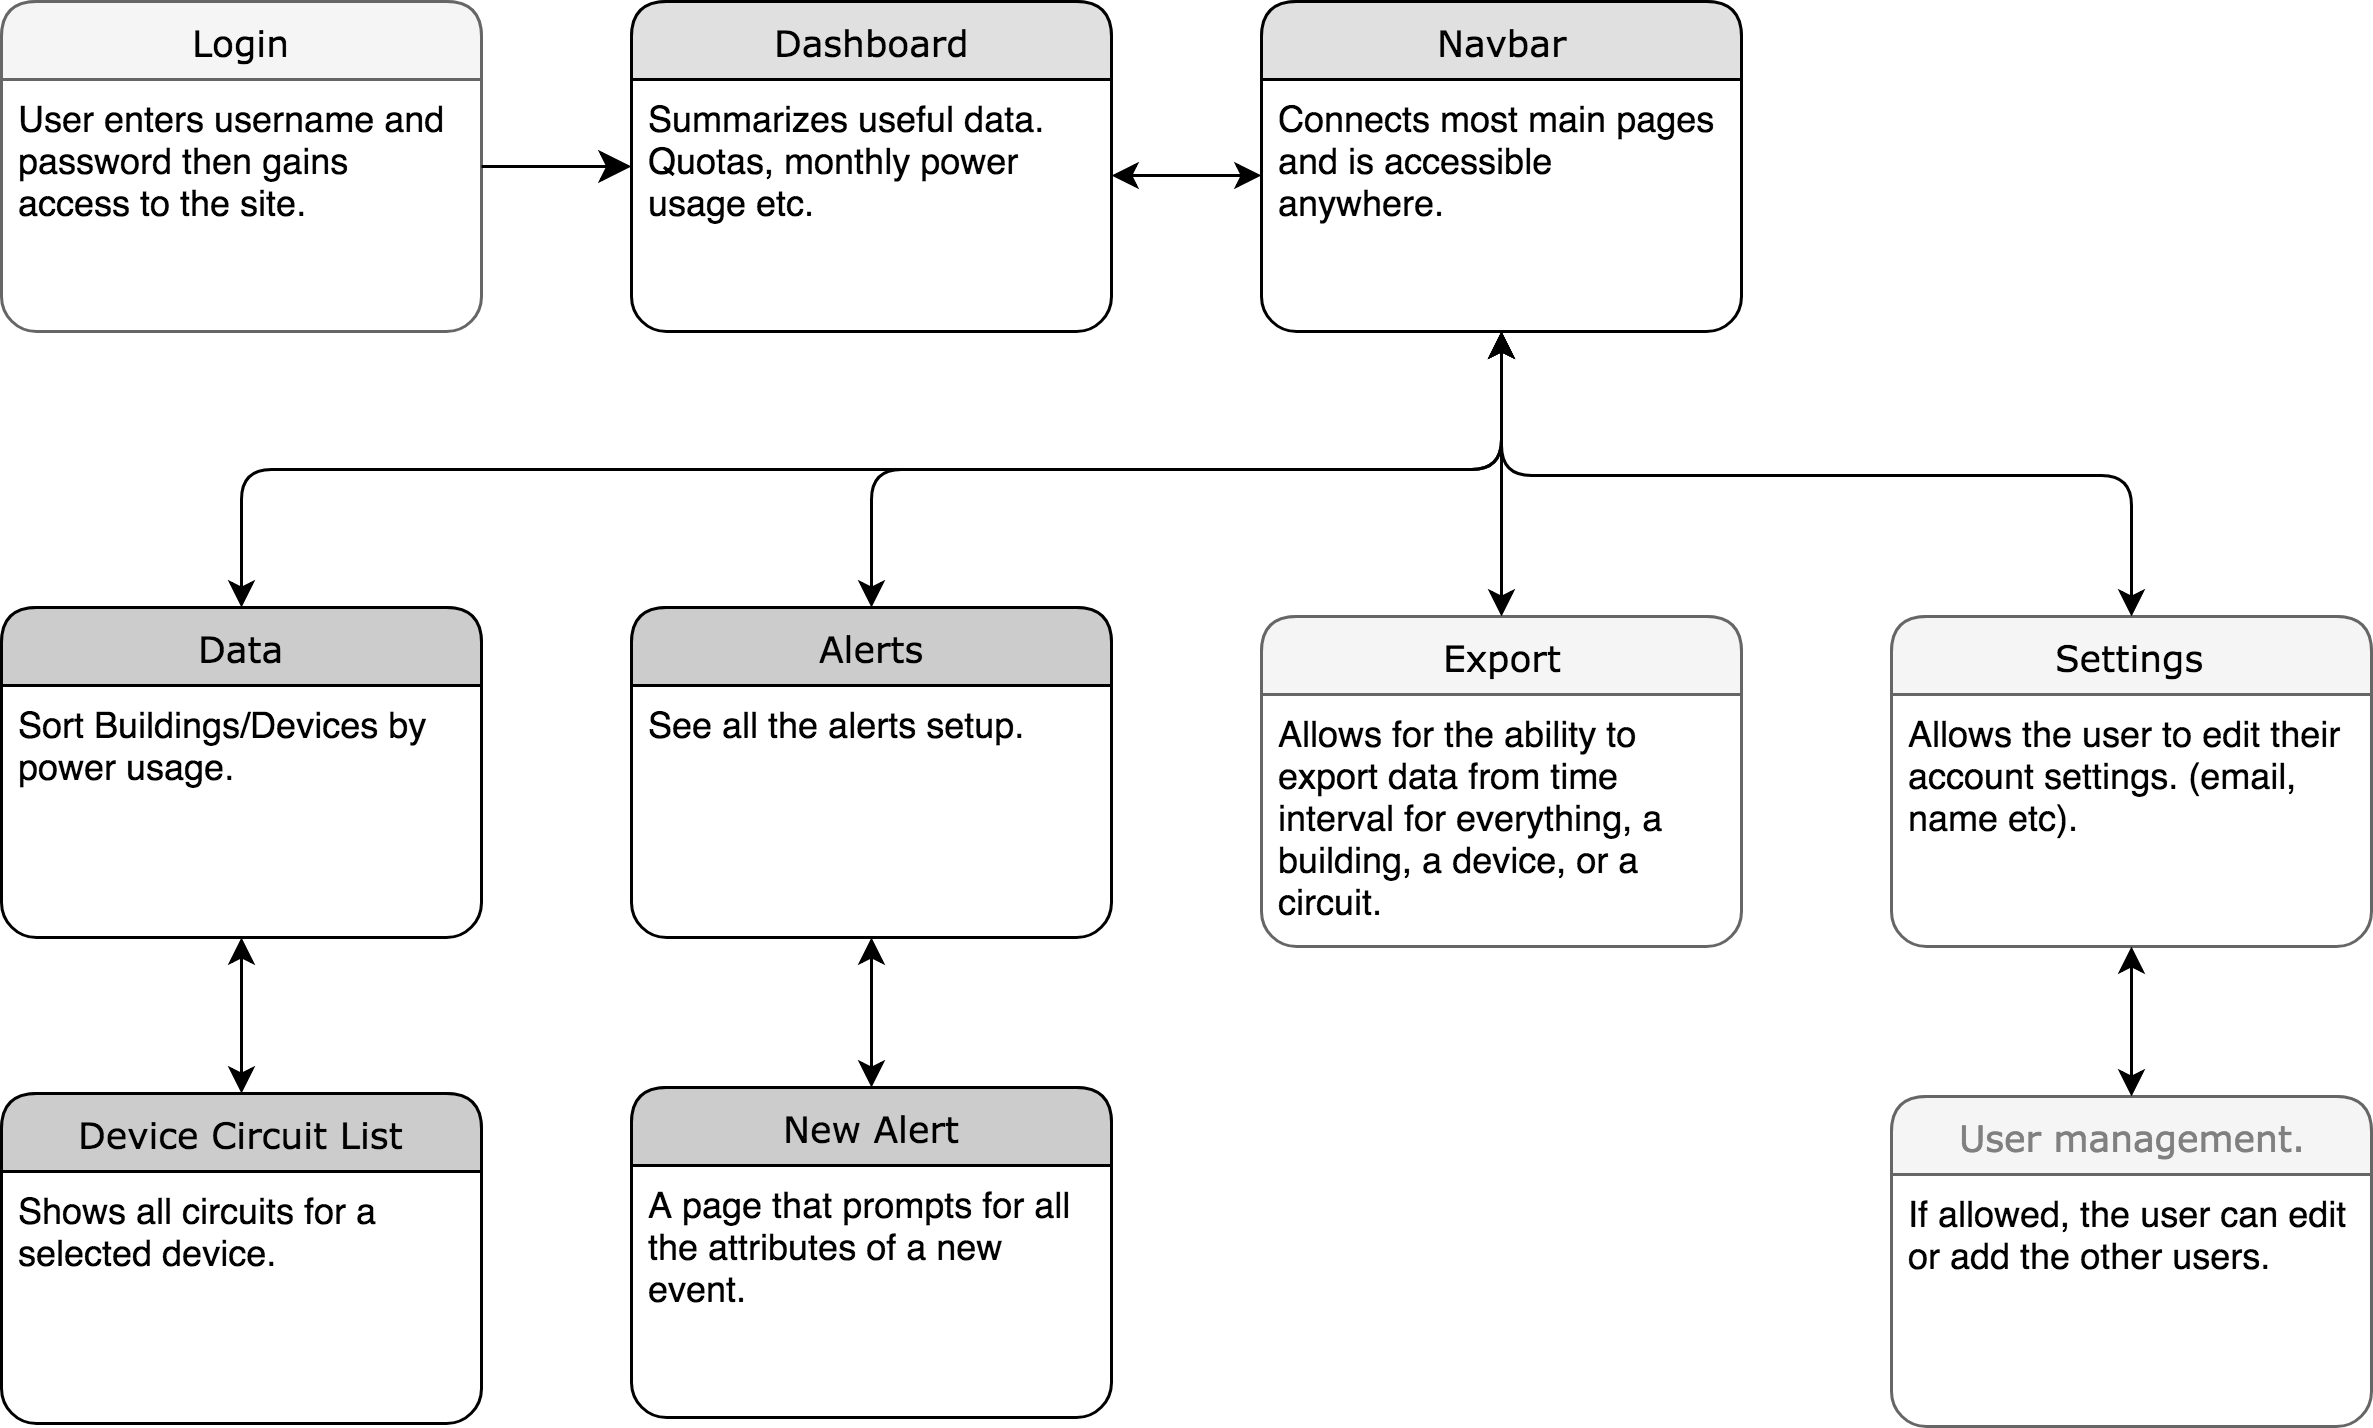 Login
User enters username and
password then gains
access to the site.
Dashboard
Summarizes useful data.
Quotas, monthly power
usage etc.
Navbar
Connects most main pages
and is accessible
anywhere.
Data
Sort Buildings/Devices by
power usage.
Alerts
See all the alerts setup.
Export
Allows for the ability to
export data from time
interval for everything, a
building, a device, or a
circuit.
Settings
Allows the user to edit their
account settings. (email,
name etc).
Device Circuit List
Shows all circuits for a
selected device.
New Alert
A page that prompts for all
the attributes of a new
event.
User management.
If allowed, the user can edit
or add the other users.